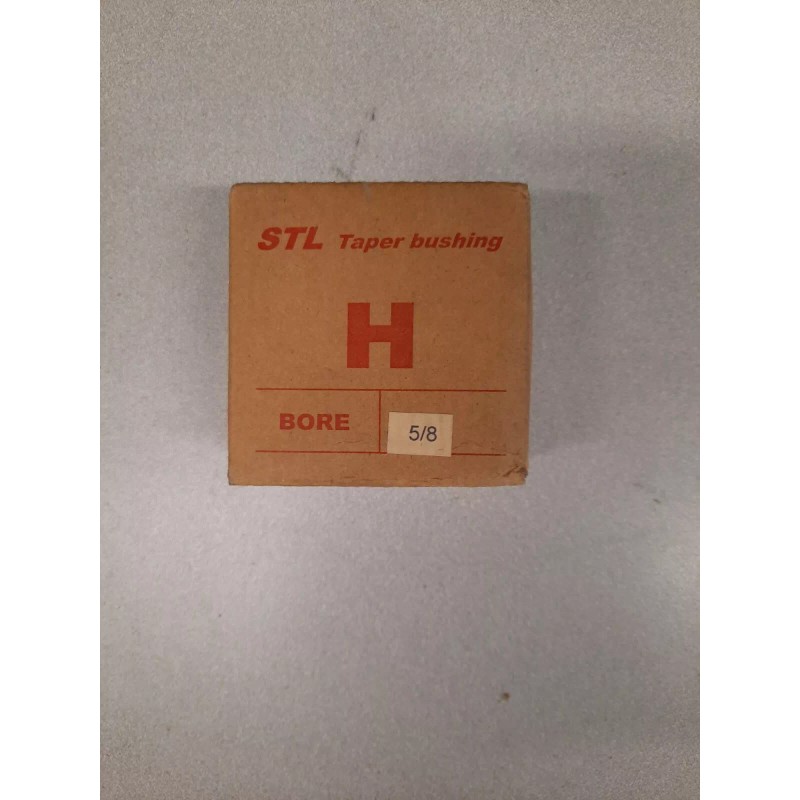 STL Taper bushing
H
BORE 5/8